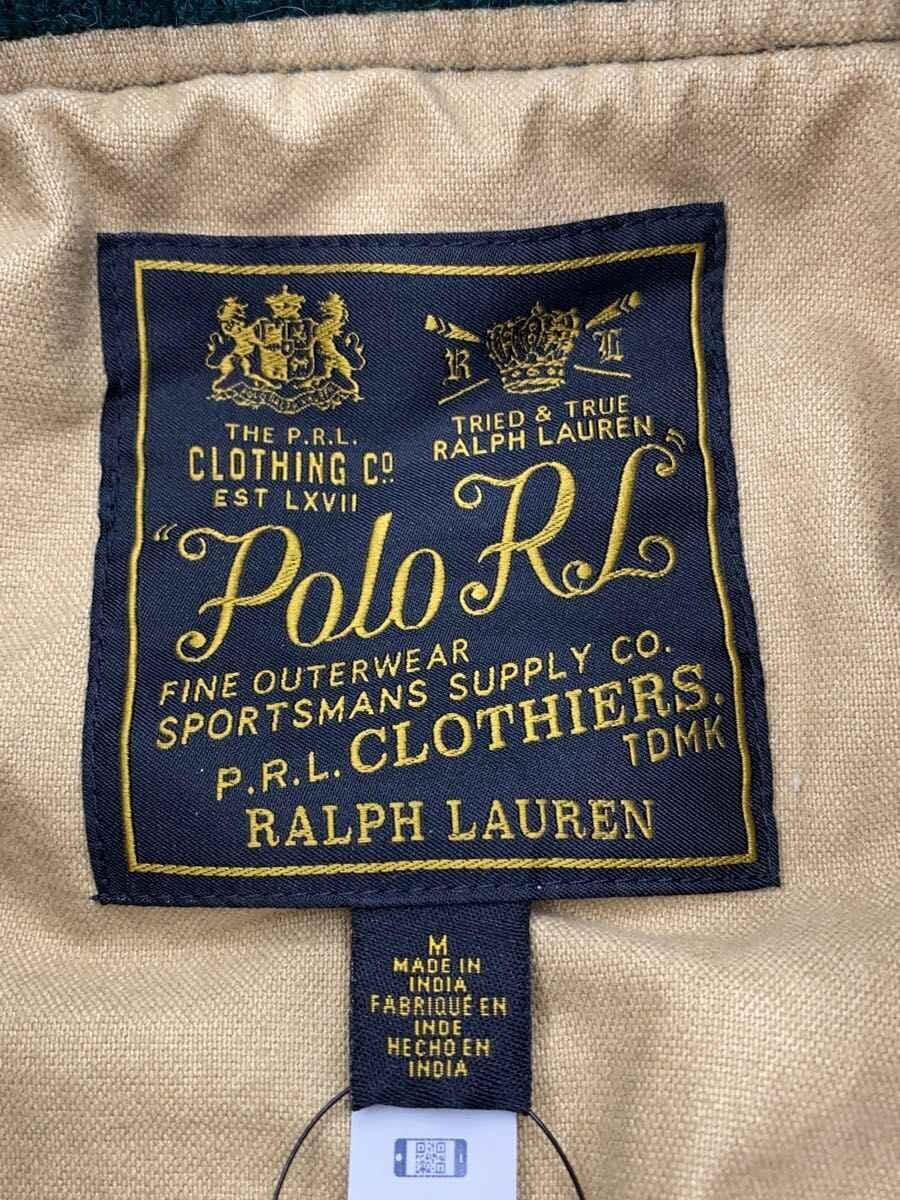 R L
THE P.R.L.
CLOTHING Cº.
EST LXVII
TRIED & TRUE
RALPH LAUREN
"Polo RL"
FINE OUTERWEAR
SPORTSMANS SUPPLY CO.
P.R.L. CLOTHIERS.
TDMK
RALPH LAUREN
M
MADE IN
INDIA
FABRIQUÉ EN
INDE
HECHO EN
INDIA